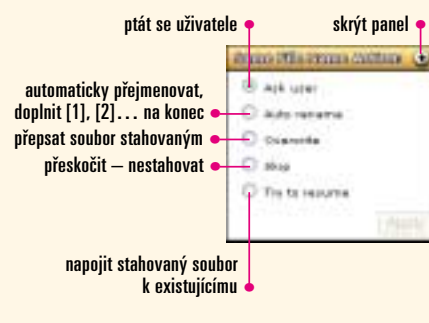 ptát se uživatele
skrýt panel
automaticky přejmenovat,
doplnit [1], [2]... na konec
přepsat soubor stahovaným
přeskočit – nestahovat
napojit stahovaný soubor
k existujícímu
Ask user
Auto rename
Overwrite
Skip
Try to resume
Apply